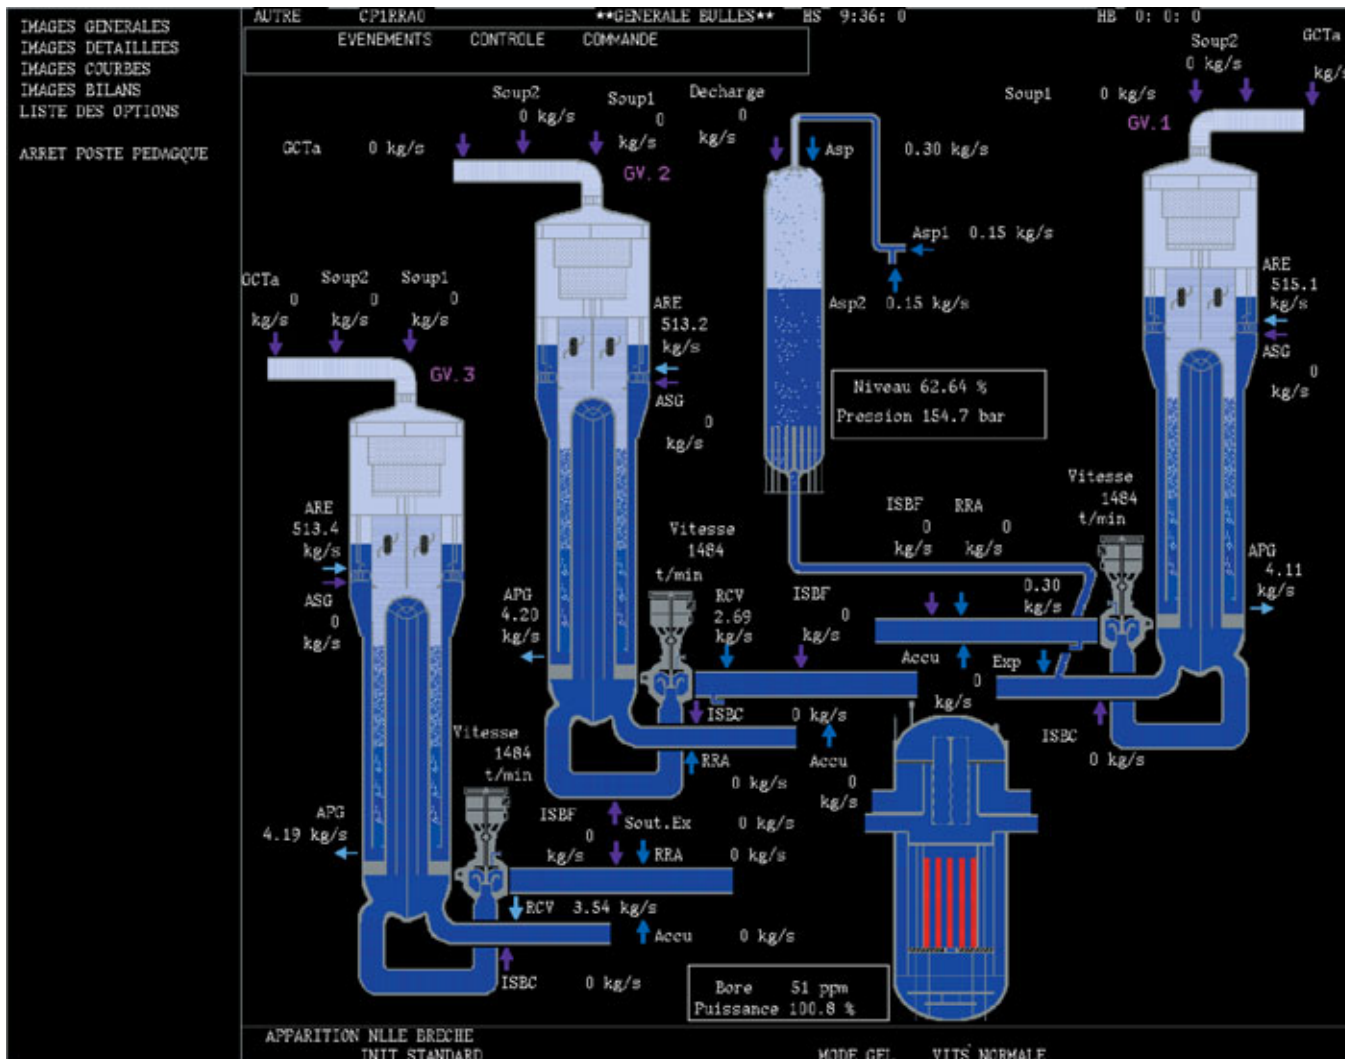 IMAGES GENERALES
IMAGES DETAILLEES
IMAGES COURBES
IMAGES BILANS
LISTE DES OPTIONS
ARRET POSTE PEDAGQUE
AUTRE CP1RRA0 **GENERALE BULLES** HS 9:36: 0 HB 0: 0: 0
EVENEMENTS CONTROLE COMMANDE
Soup2
0 kg/s
GCTa
kg/s
Soup1 0 kg/s
GV.1
Decharge
0
kg/s
Soup2
0 kg/s
Soup1
0
kg/s
GCTa 0 kg/s
GV.2
Asp 0.30 kg/s
Asp1 0.15 kg/s
Asp2 0.15 kg/s
GCTa
0
kg/s
Soup2
0
kg/s
Soup1
0
kg/s
GV.3
ARE
513.2
kg/s
ASG
0
kg/s
ARE
515.1
kg/s
ASG
0
kg/s
Niveau 62.64 %
Pression 154.7 bar
ARE
513.4
kg/s
ASG
0
kg/s
Vitesse
1484
t/min
ISBF
0
kg/s
RRA
0
kg/s
Vitesse
1484
t/min
APG
4.11
kg/s
APG
4.20
kg/s
RCV
2.69
kg/s
ISBF
0
kg/s
0.30
kg/s
Accu
0
kg/s
Exp
ISBC 0 kg/s
ISBC
0 kg/s
RRA
0 kg/s
Accu
0
kg/s
Vitesse
1484
t/min
APG
4.19 kg/s
ISBF
0
kg/s
Sout.Ex 0 kg/s
RRA 0 kg/s
RCV 3.54 kg/s
Accu 0 kg/s
ISBC 0 kg/s
Bore 51 ppm
Puissance 100.8 %
APPARITION NLLE BRECHE
INIT STANDARD MODE GEL VITS NORMALE